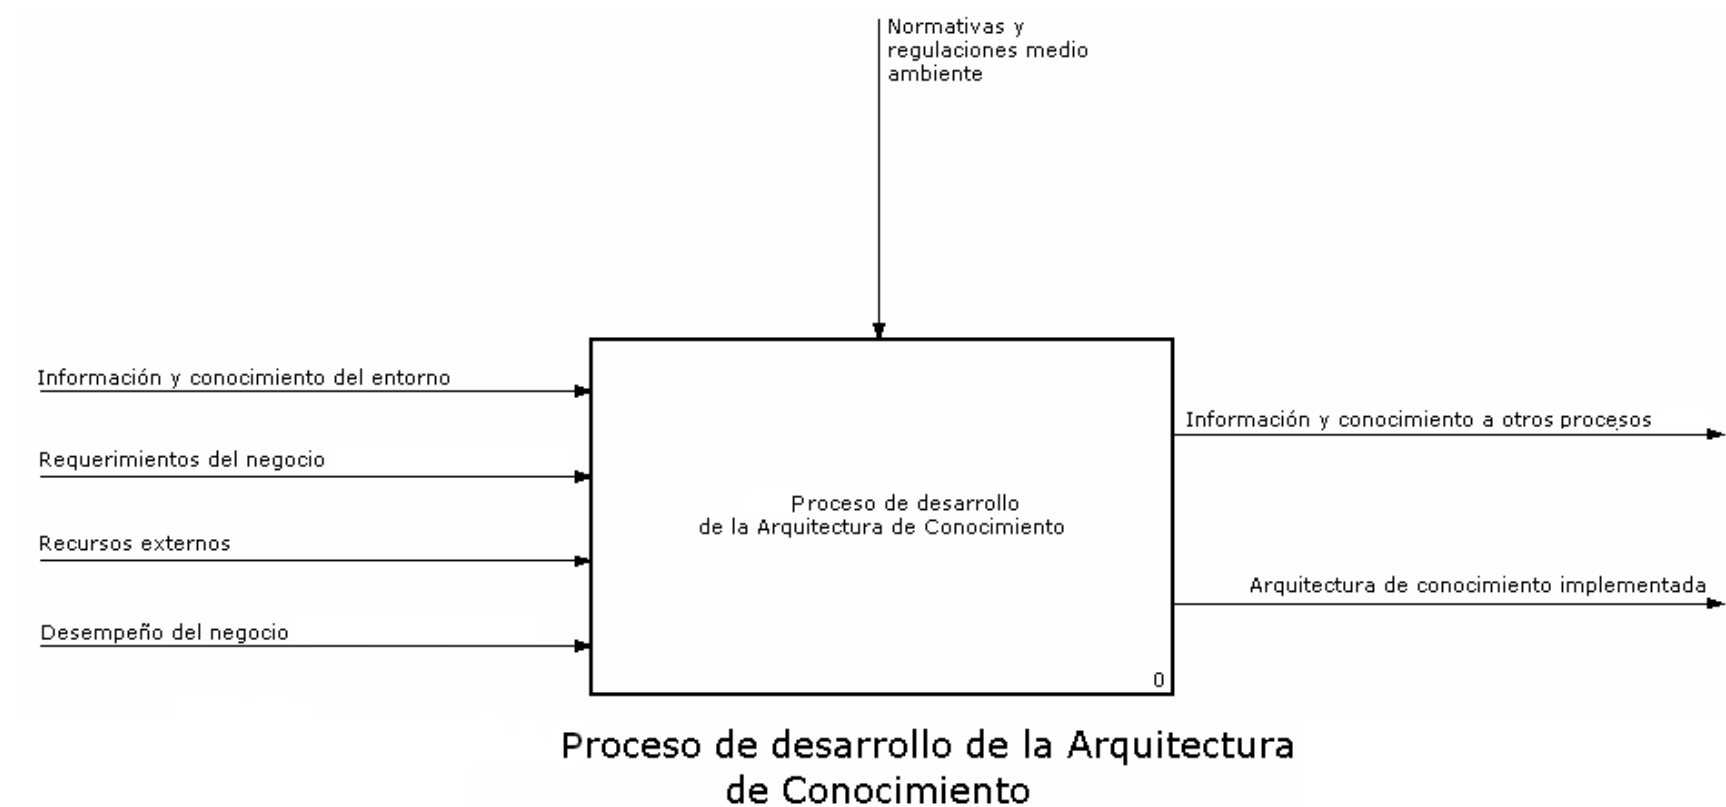 Normativas y
regulaciones medio
ambiente
Información y conocimiento del entorno
Requerimientos del negocio
Recursos externos
Desempeño del negocio
Proceso de desarrollo
de la Arquitectura de Conocimiento
0
Información y conocimiento a otros procesos
Arquitectura de conocimiento implementada
Proceso de desarrollo de la Arquitectura
de Conocimiento